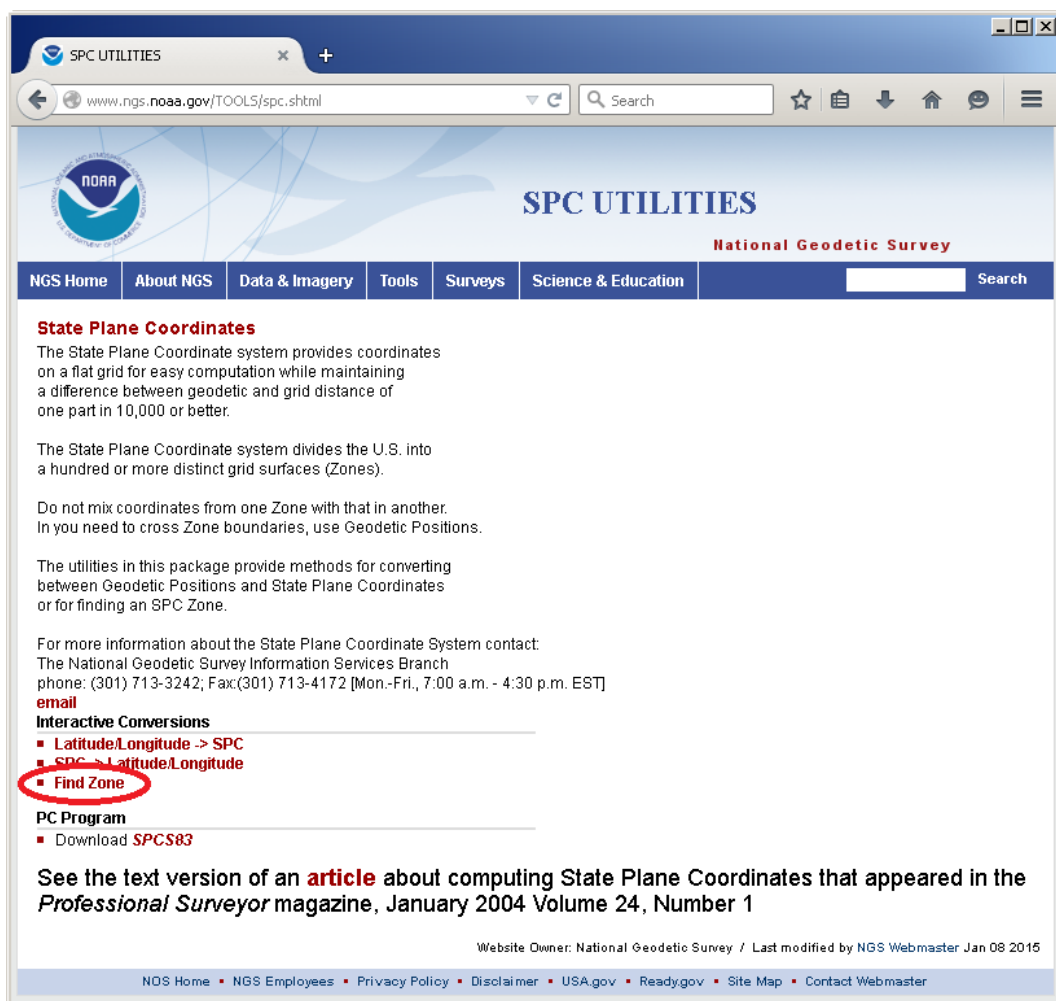 SPC UTILITIES
www.ngs.noaa.gov/TOOLS/spc.shtml
Search
NOAA
SPC UTILITIES
National Geodetic Survey
NGS Home About NGS Data & Imagery Tools Surveys Science & Education Search
State Plane Coordinates
The State Plane Coordinate system provides coordinates
on a flat grid for easy computation while maintaining
a difference between geodetic and grid distance of
one part in 10,000 or better.
The State Plane Coordinate system divides the U.S. into
a hundred or more distinct grid surfaces (Zones).
Do not mix coordinates from one Zone with that in another.
In you need to cross Zone boundaries, use Geodetic Positions.
The utilities in this package provide methods for converting
between Geodetic Positions and State Plane Coordinates
or for finding an SPC Zone.
For more information about the State Plane Coordinate System contact:
The National Geodetic Survey Information Services Branch
phone: (301) 713-3242; Fax:(301) 713-4172 [Mon.-Fri., 7:00 a.m. - 4:30 p.m. EST]
email
Interactive Conversions
Latitude/Longitude -> SPC
SPC -> Latitude/Longitude
Find Zone
PC Program
Download SPCS83
See the text version of an article about computing State Plane Coordinates that appeared in the
Professional Surveyor magazine, January 2004 Volume 24, Number 1
Website Owner: National Geodetic Survey / Last modified by NGS Webmaster Jan 08 2015
NOS Home ▪ NGS Employees ▪ Privacy Policy ▪ Disclaimer ▪ USA.gov ▪ Ready.gov ▪ Site Map ▪ Contact Webmaster